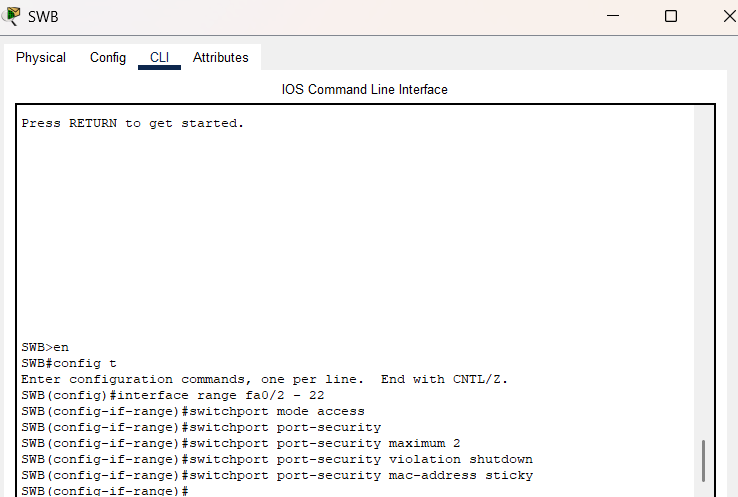 SWB
Physical Config CLI Attributes
IOS Command Line Interface
Press RETURN to get started.
SWB>en
SWB#config t
Enter configuration commands, one per line.  End with CNTL/Z.
SWB(config)#interface range fa0/2 - 22
SWB(config-if-range)#switchport mode access
SWB(config-if-range)#switchport port-security
SWB(config-if-range)#switchport port-security maximum 2
SWB(config-if-range)#switchport port-security violation shutdown
SWB(config-if-range)#switchport port-security mac-address sticky
SWB(config-if-range)#